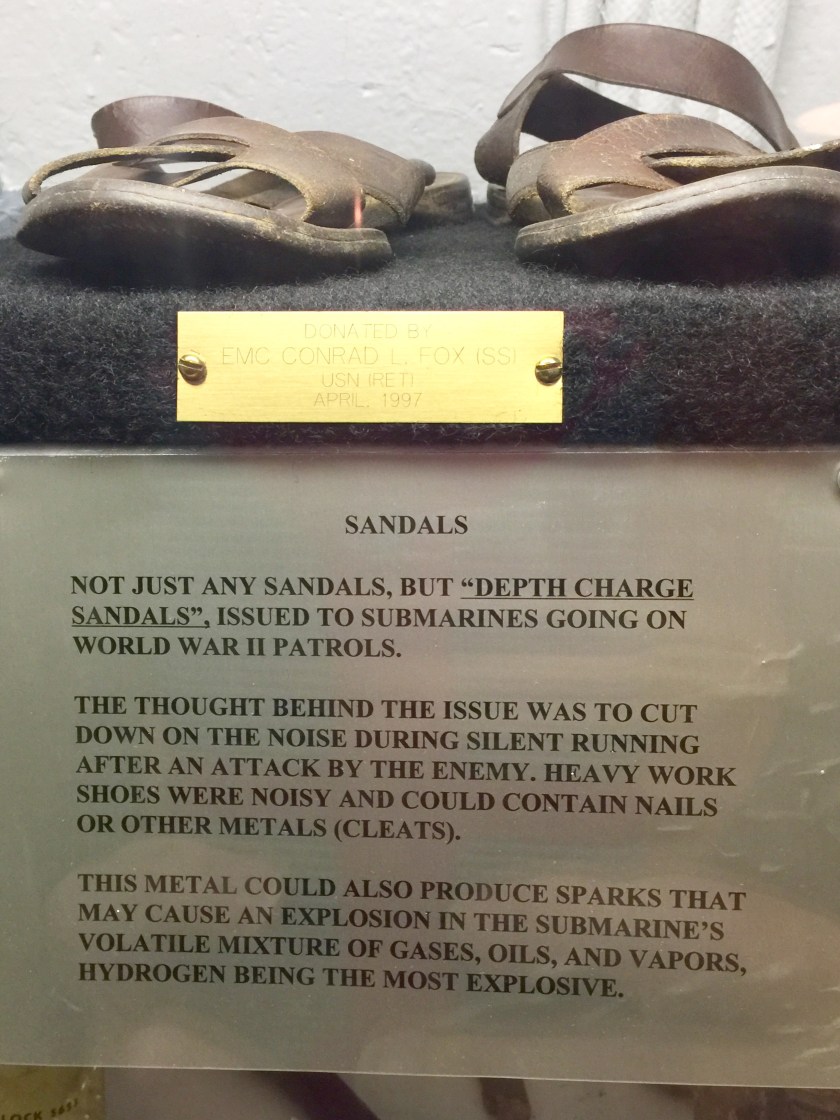 DONATED BY
EMC CONRAD L. FOX (SS)
USN (RET)
APRIL, 1997
SANDALS
NOT JUST ANY SANDALS, BUT “DEPTH CHARGE
SANDALS”, ISSUED TO SUBMARINES GOING ON
WORLD WAR II PATROLS.
THE THOUGHT BEHIND THE ISSUE WAS TO CUT
DOWN ON THE NOISE DURING SILENT RUNNING
AFTER AN ATTACK BY THE ENEMY. HEAVY WORK
SHOES WERE NOISY AND COULD CONTAIN NAILS
OR OTHER METALS (CLEATS).
THIS METAL COULD ALSO PRODUCE SPARKS THAT
MAY CAUSE AN EXPLOSION IN THE SUBMARINE’S
VOLATILE MIXTURE OF GASES, OILS, AND VAPORS,
HYDROGEN BEING THE MOST EXPLOSIVE.